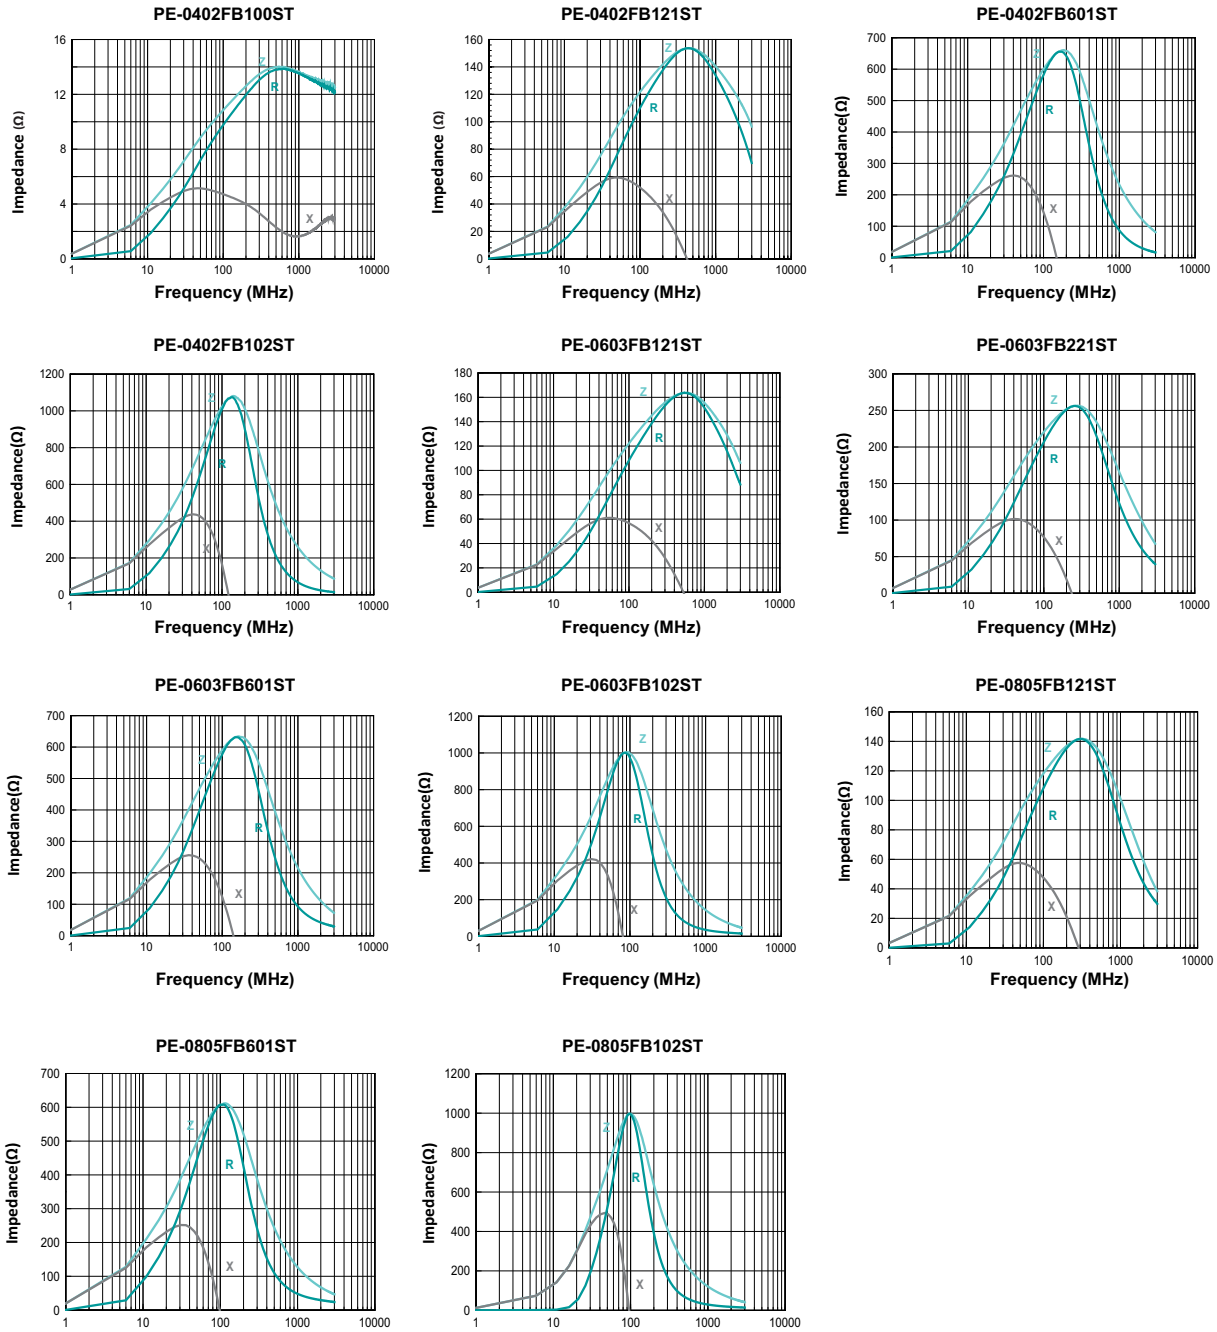 PE-0402FB100ST
Impedance (Ω)
16
12
8
4
0
Z
R
X
1
10
100
1000
10000
Frequency (MHz)
PE-0402FB121ST
Impedance (Ω)
160
140
120
100
80
60
40
20
0
Z
R
X
1
10
100
1000
10000
Frequency (MHz)
PE-0402FB601ST
Impedance(Ω)
700
600
500
400
300
200
100
0
Z
R
X
1
10
100
1000
10000
Frequency (MHz)
PE-0402FB102ST
Impedance(Ω)
1200
1000
800
600
400
200
0
Z
R
X
1
10
100
1000
10000
Frequency (MHz)
PE-0603FB121ST
Impedance(Ω)
180
160
140
120
100
80
60
40
20
0
Z
R
X
1
10
100
1000
10000
Frequency (MHz)
PE-0603FB221ST
Impedance(Ω)
300
250
200
150
100
50
0
Z
R
X
1
10
100
1000
10000
Frequency (MHz)
PE-0603FB601ST
Impedance(Ω)
700
600
500
400
300
200
100
0
Z
R
X
1
10
100
1000
10000
Frequency (MHz)
PE-0603FB102ST
Impedance(Ω)
1200
1000
800
600
400
200
0
Z
R
X
1
10
100
1000
10000
Frequency (MHz)
PE-0805FB121ST
Impedance(Ω)
160
140
120
100
80
60
40
20
0
Z
R
X
1
10
100
1000
10000
Frequency (MHz)
PE-0805FB601ST
Impedance(Ω)
700
600
500
400
300
200
100
0
Z
R
X
1
10
100
1000
10000
PE-0805FB102ST
Impedance(Ω)
1200
1000
800
600
400
200
0
Z
R
X
1
10
100
1000
10000